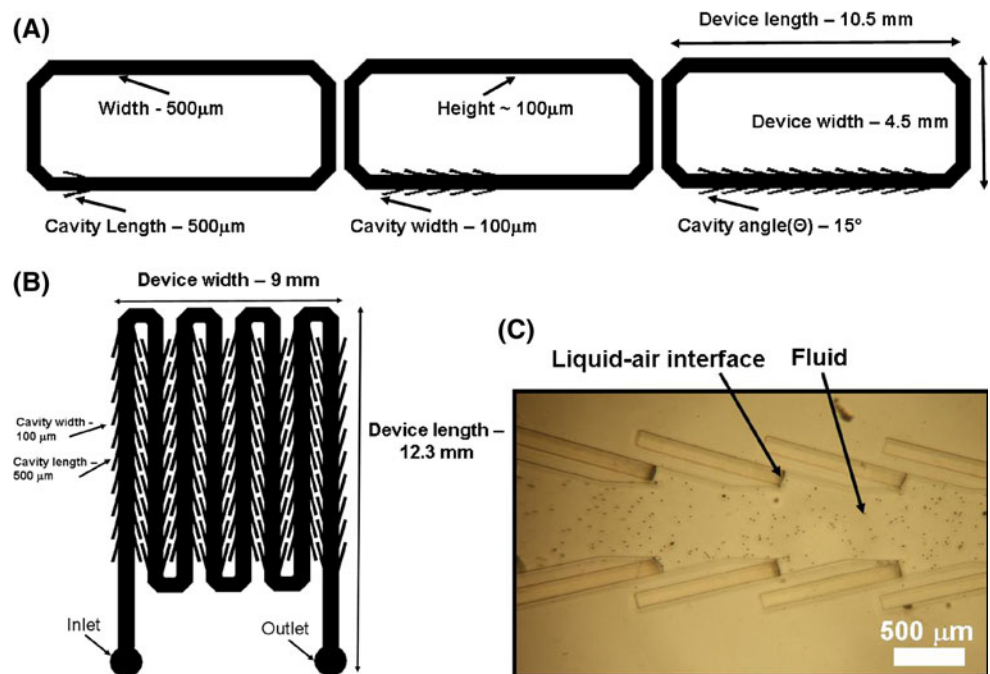 (A)
Device length – 10.5 mm
Width - 500μm
Height ~ 100μm
Device width – 4.5 mm
Cavity Length – 500μm
Cavity width – 100μm
Cavity angle(Θ) – 15°
(B)
Device width – 9 mm
Cavity width -
100 μm
Cavity length –
500 μm
Device length –
12.3 mm
Inlet
Outlet
(C)
Liquid-air interface
Fluid
500 μm